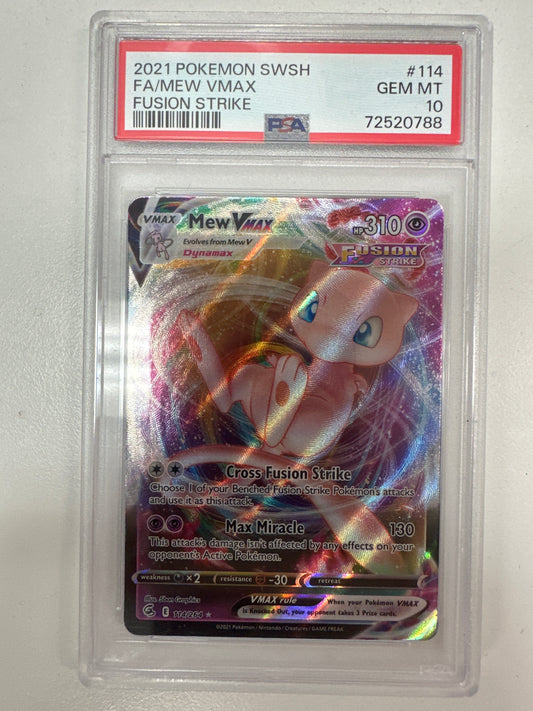 2021 POKEMON SWSH #114
FA/MEW VMAX GEM MT
FUSION STRIKE 10
PSA 72520788
VMAX Mew VMAX HP 310
Evolves from Mew V
Dynamax
FUSION
STRIKE
Cross Fusion Strike
Choose 1 of your Benched Fusion Strike Pokémon's attacks
and use it as this attack.
Max Miracle 130
This attack's damage isn't affected by any effects on your
opponent's Active Pokémon.
weakness ×2 resistance -30 retreat
Illus. 5ban Graphics
VMAX rule When your Pokémon VMAX
is Knocked Out, your opponent takes 3 Prize cards.
E 114/264 ★
©2021 Pokémon / Nintendo / Creatures / GAME FREAK